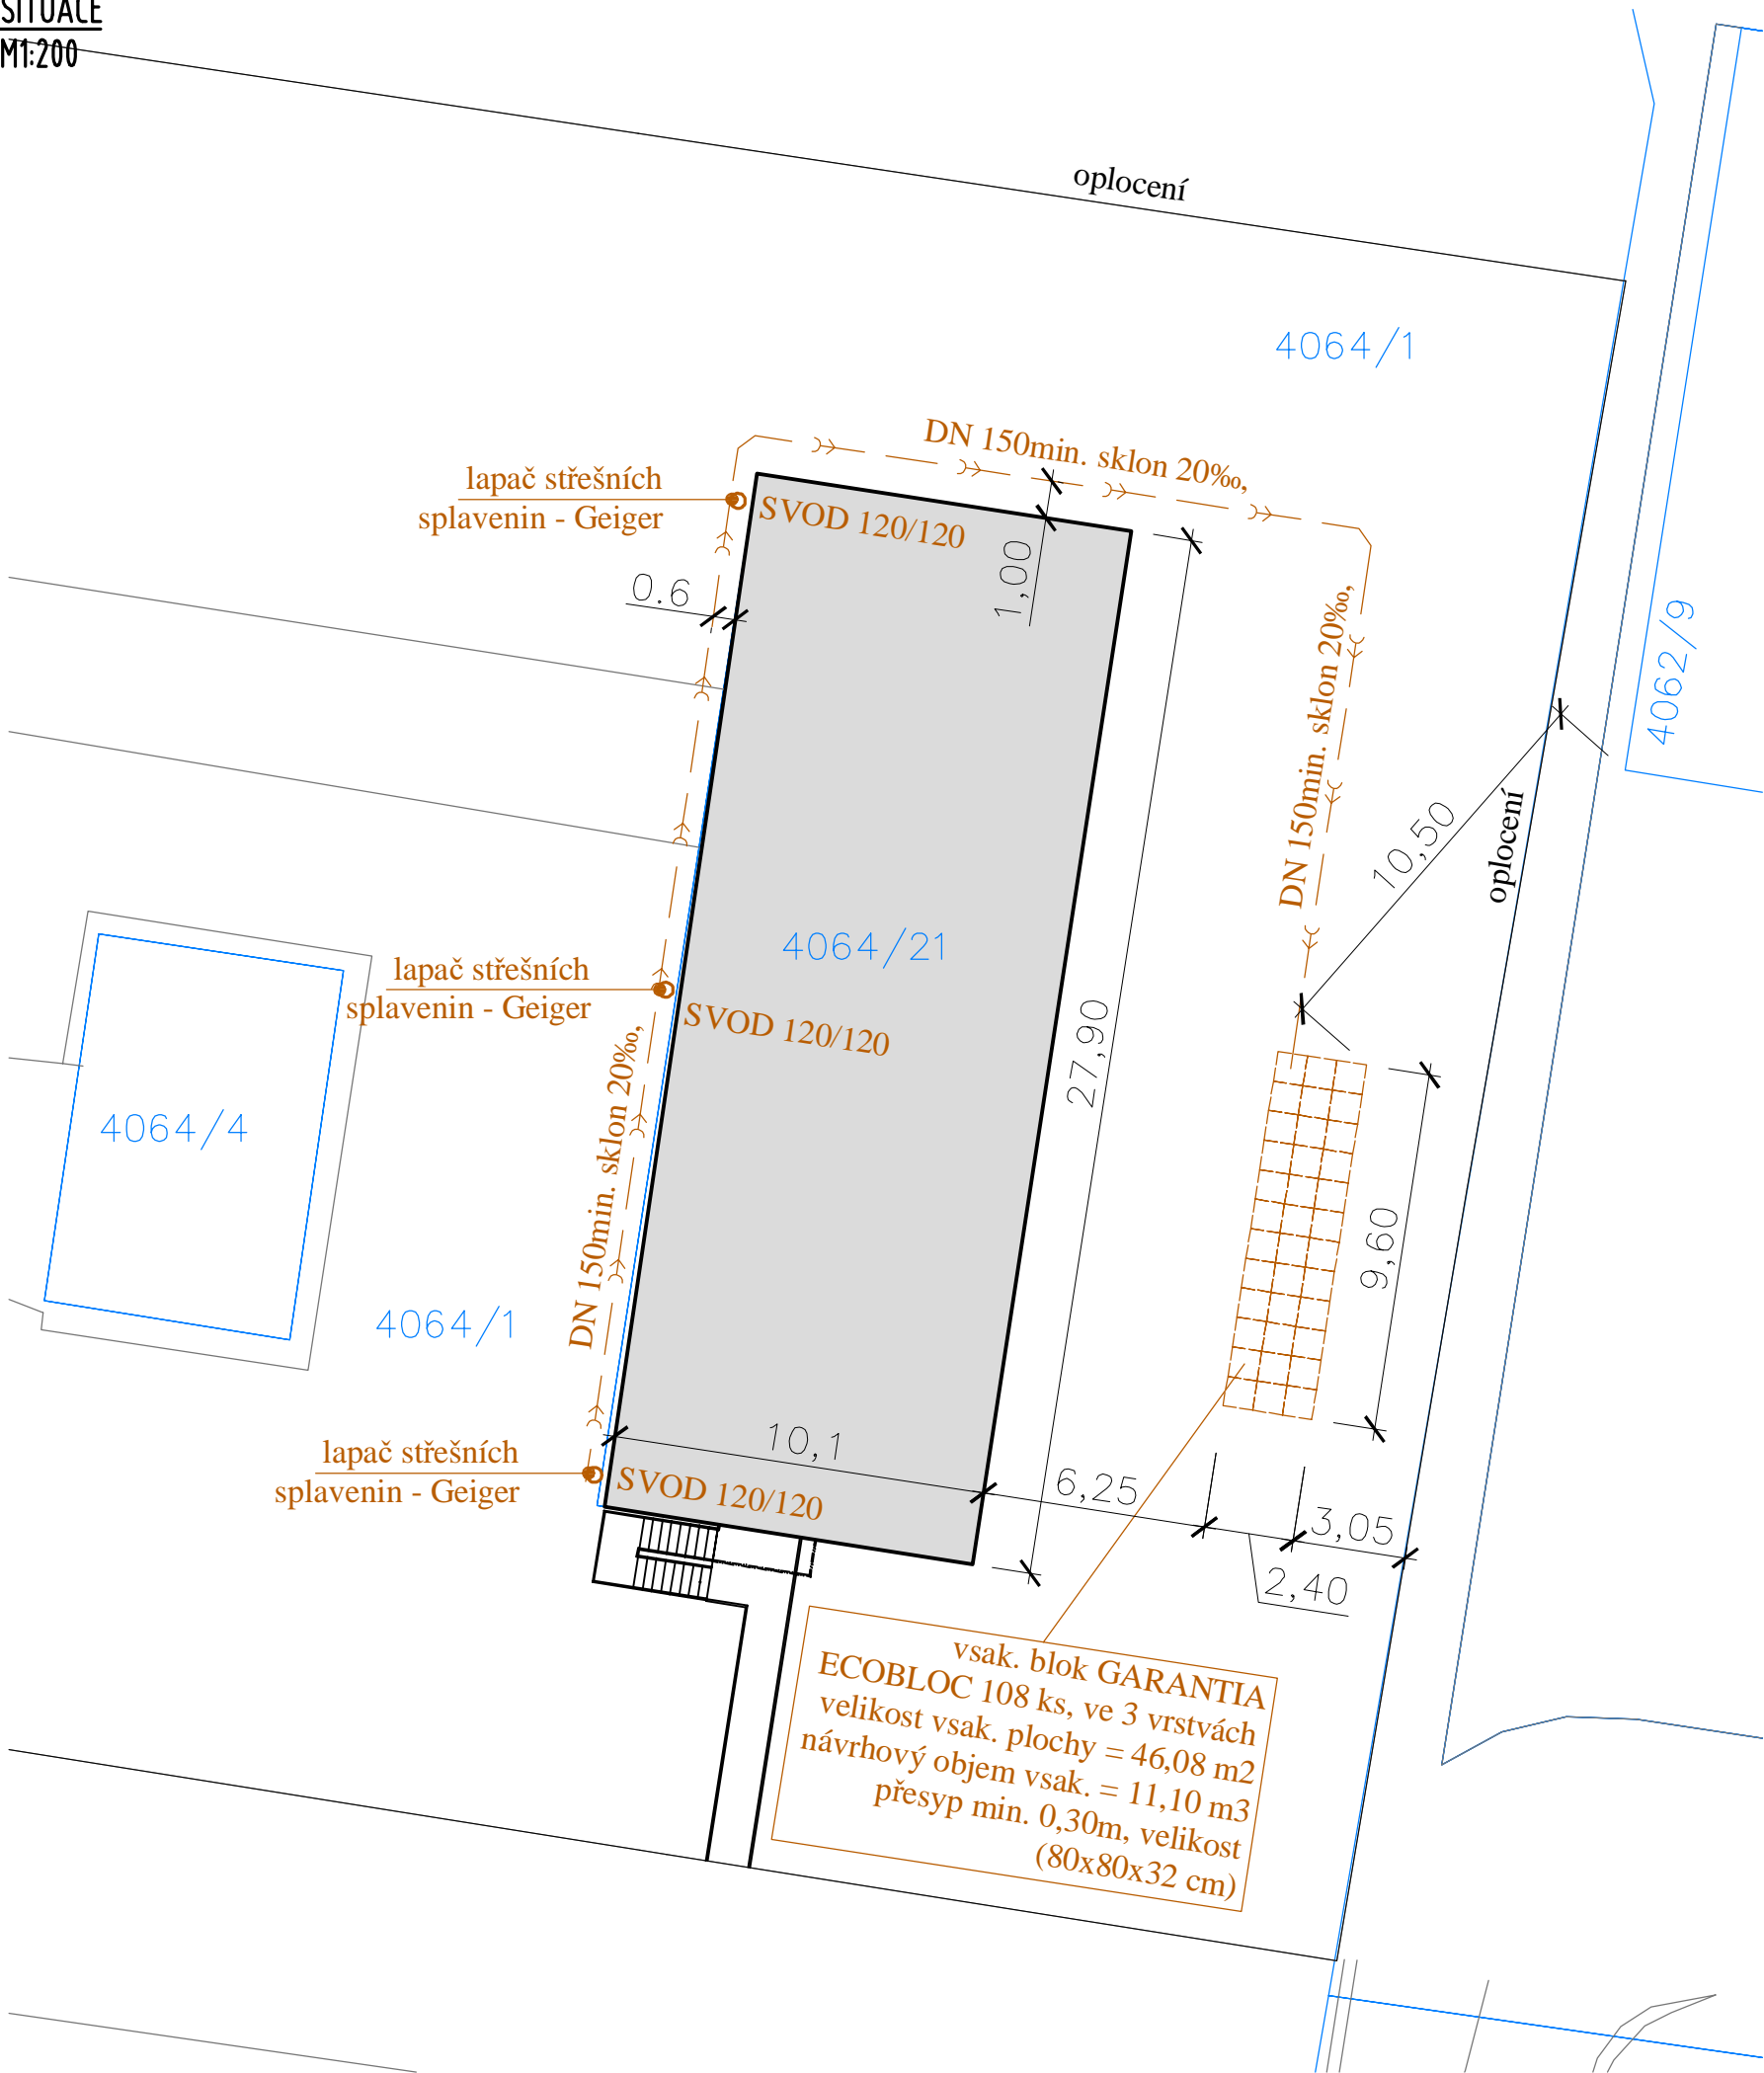 SITUACE
M1:200
oplocení
4064/1
DN 150min. sklon 20‰,
lapač střešních
splavenin - Geiger
SVOD 120/120
0.6
1,00
DN 150min. sklon 20‰,
4062/9
10,50
oplocení
4064/21
lapač střešních
splavenin - Geiger
SVOD 120/120
27,90
4064/4
DN 150min. sklon 20‰,
9,60
4064/1
10,1
lapač střešních
splavenin - Geiger
SVOD 120/120
6,25
3,05
2,40
vsak. blok GARANTIA
ECOBLOC 108 ks, ve 3 vrstvách
velikost vsak. plochy = 46,08 m2
návrhový objem vsak. = 11,10 m3
přesyp min. 0,30m, velikost
(80x80x32 cm)